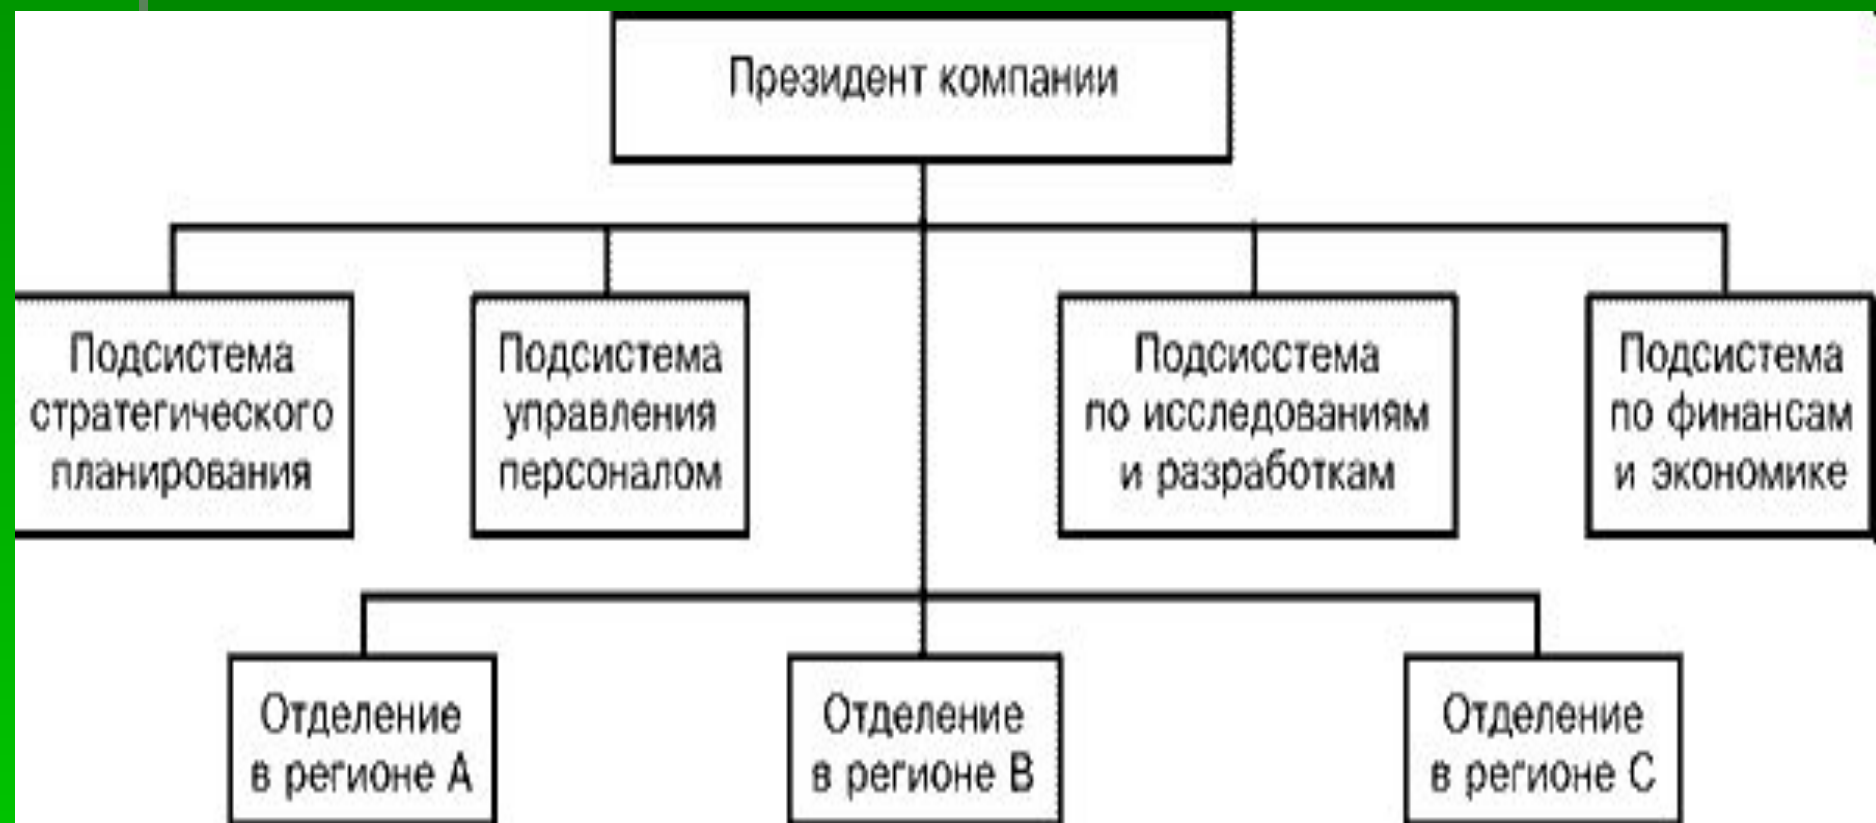 Президент компании
Подсистема
стратегического
планирования
Подсистема
управления
персоналом
Подсисстема
по исследованиям
и разработкам
Подсистема
по финансам
и экономике
Отделение
в регионе А
Отделение
в регионе В
Отделение
в регионе С